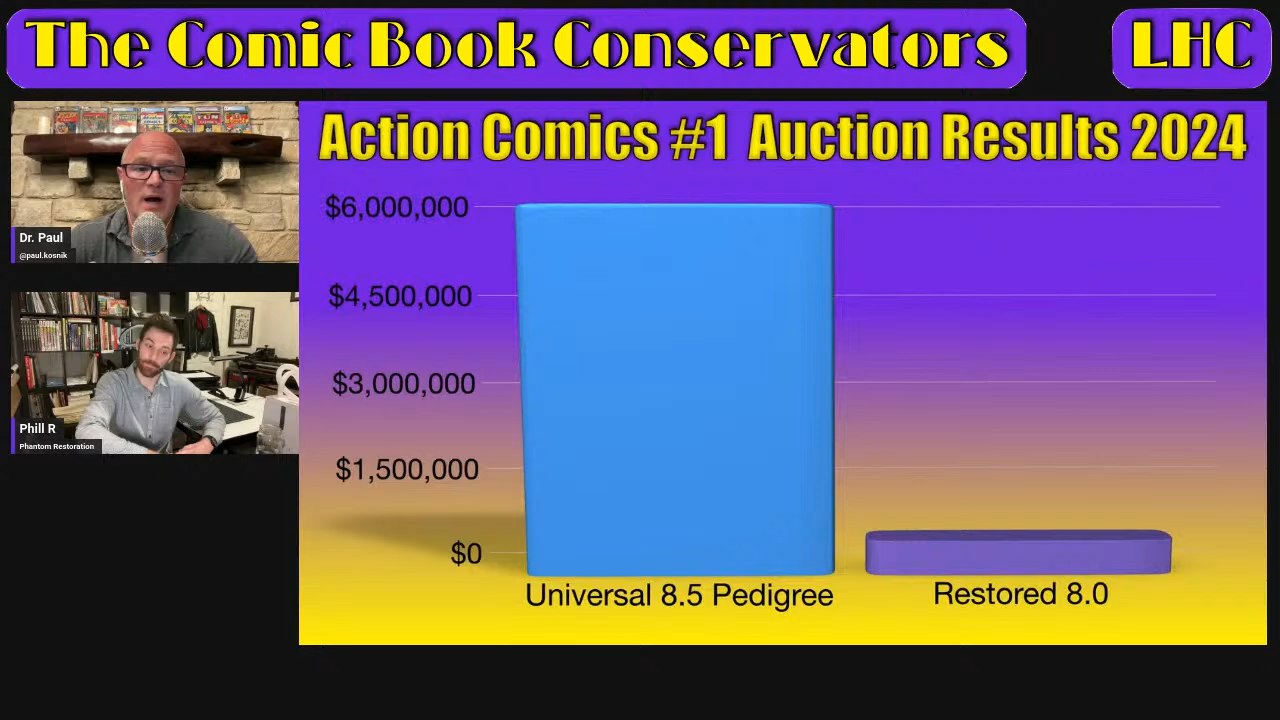 The Comic Book Conservators
LHC
Dr. Paul
@paul.kosnik
Phill R
Phantom Restoration
Action Comics #1 Auction Results 2024
$6,000,000
$4,500,000
$3,000,000
$1,500,000
$0
Universal 8.5 Pedigree
Restored 8.0